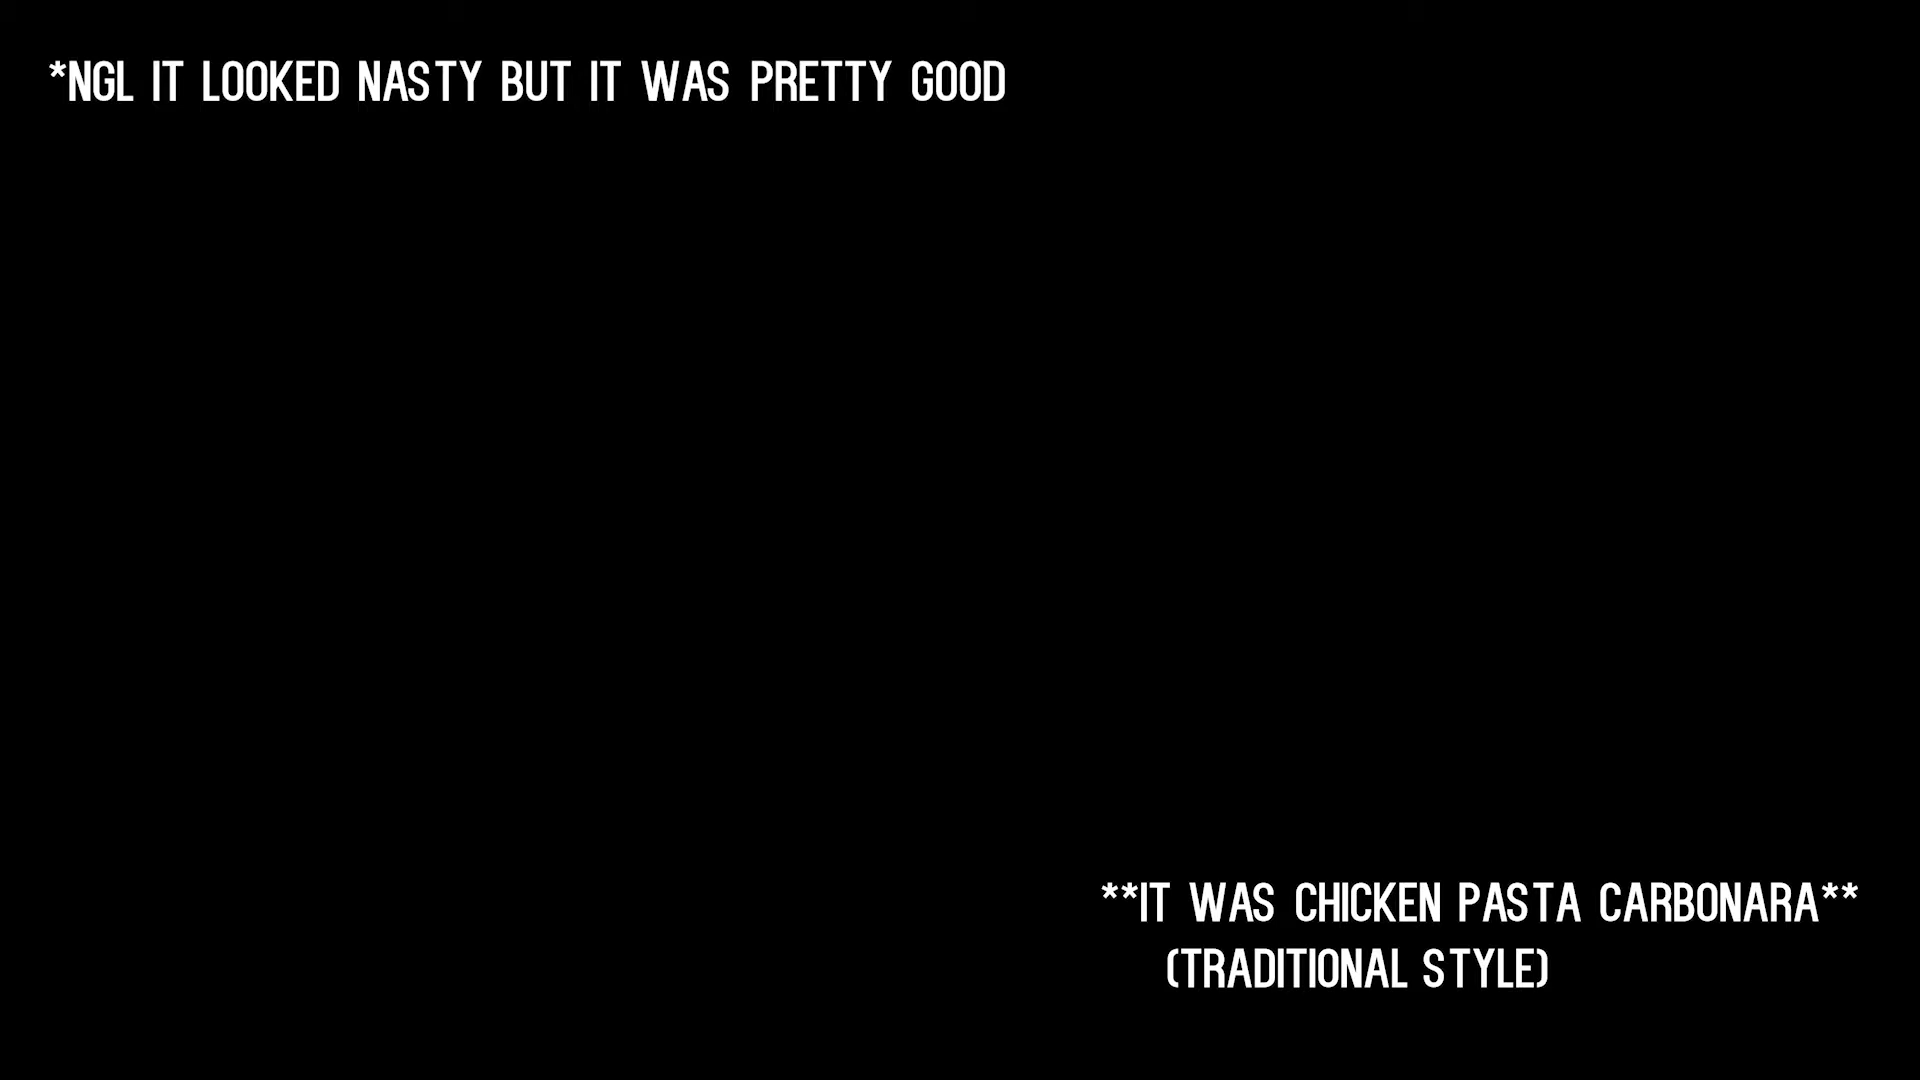 *NGL IT LOOKED NASTY BUT IT WAS PRETTY GOOD
**IT WAS CHICKEN PASTA CARBONARA**
(TRADITIONAL STYLE)